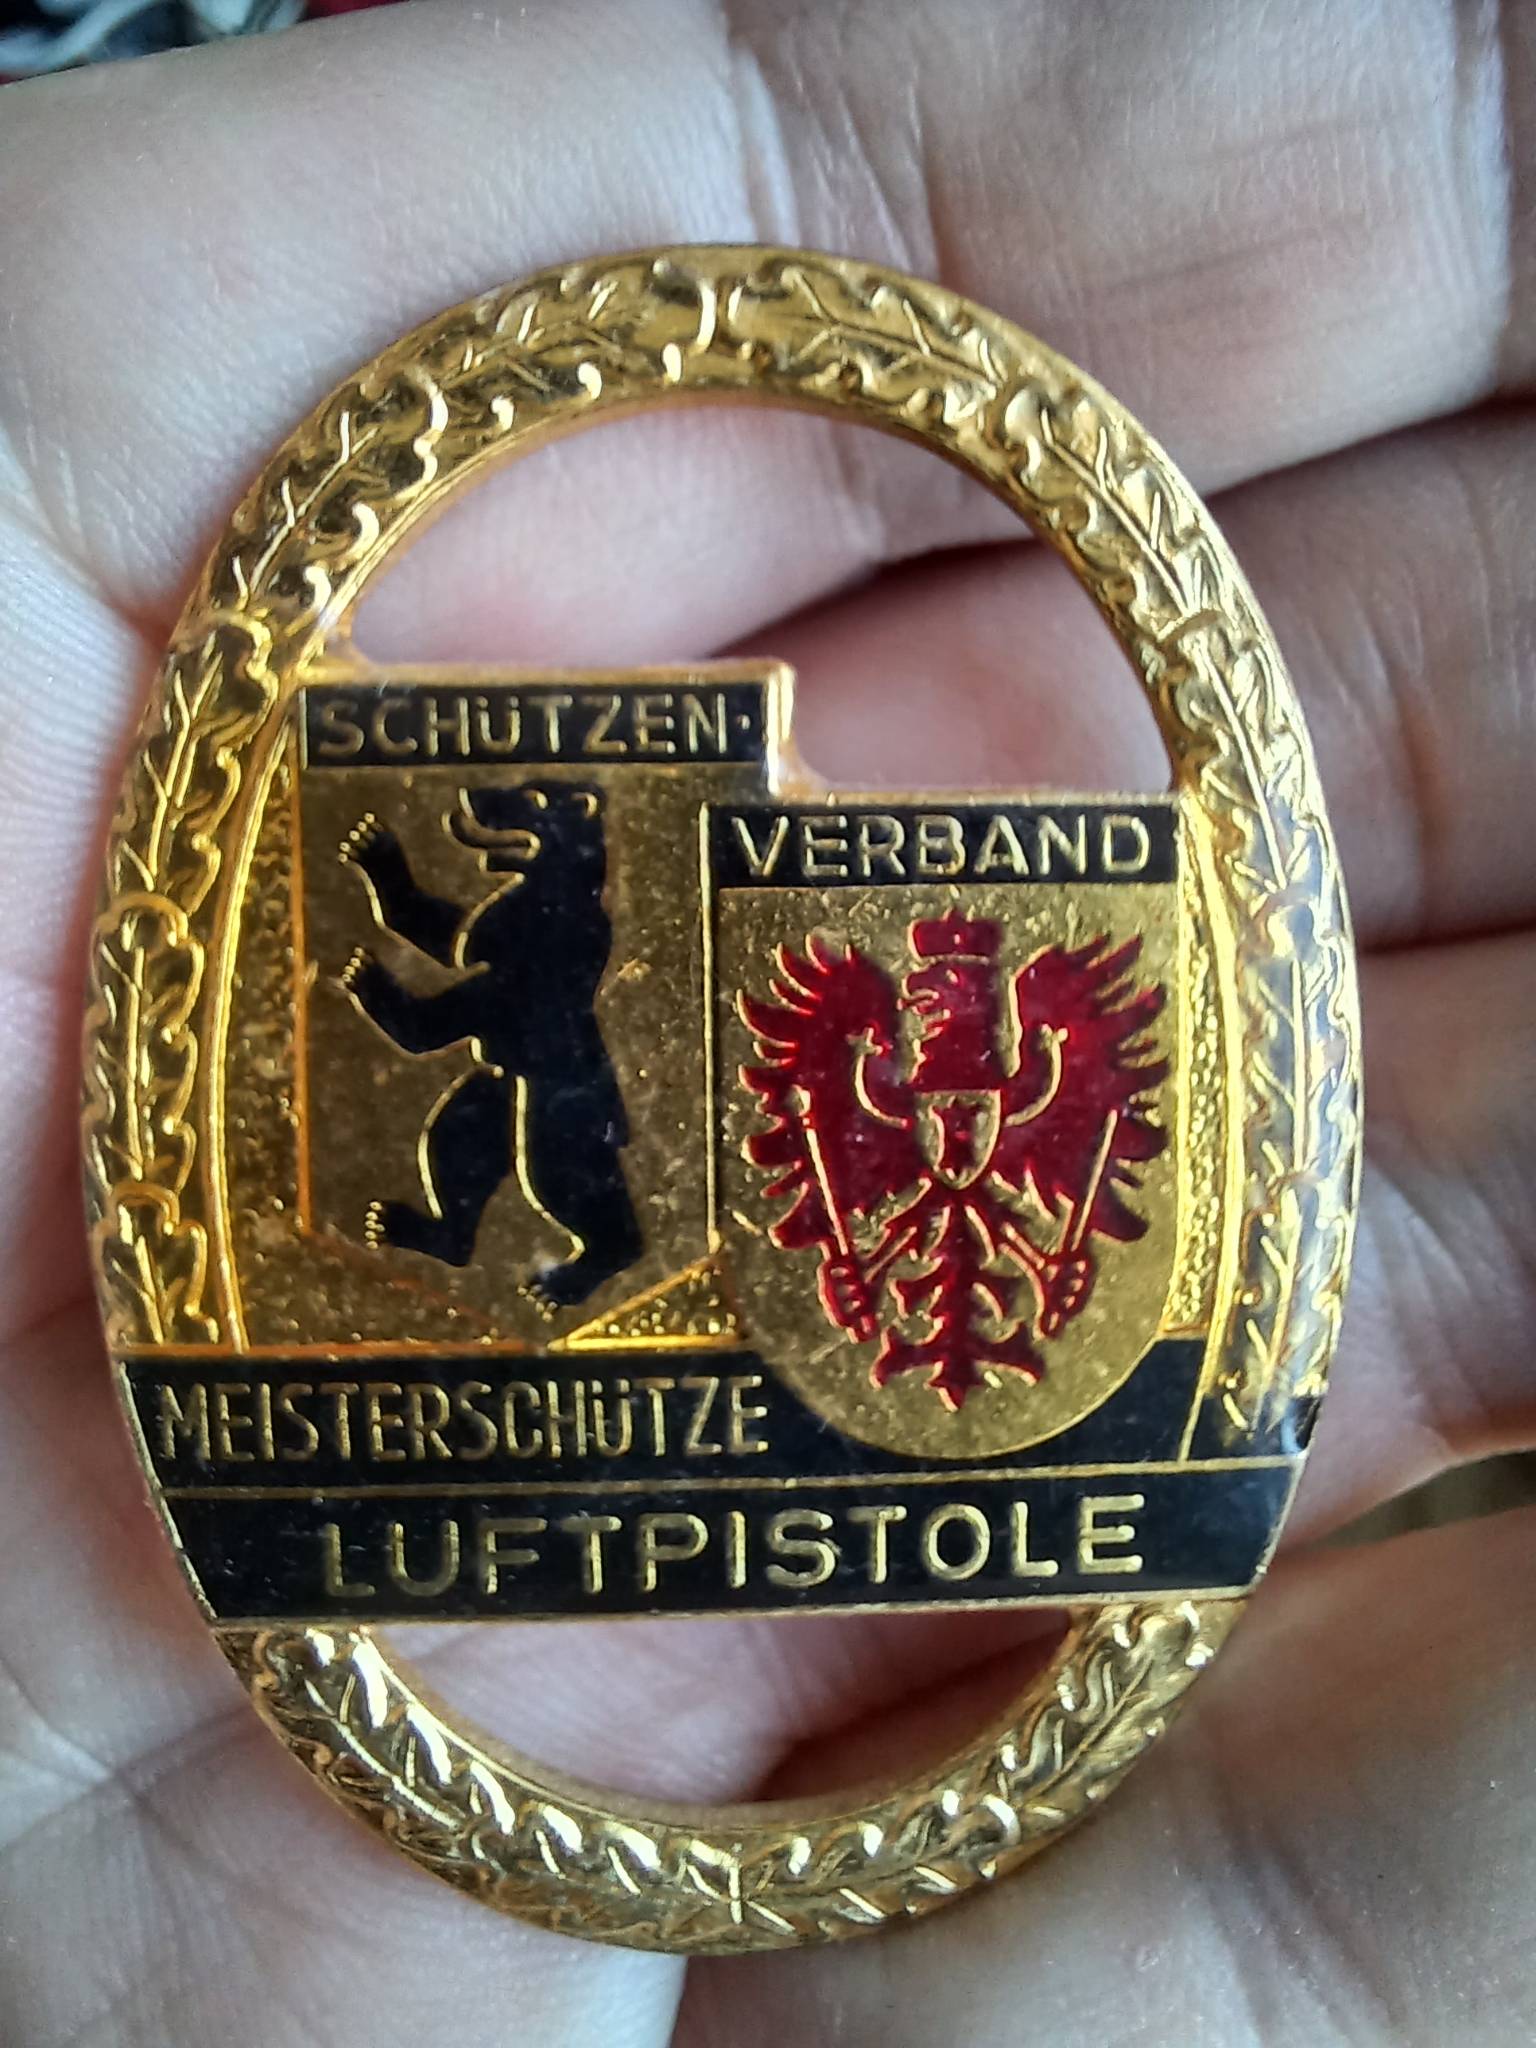 SCHÜTZEN-
VERBAND
MEISTERSCHÜTZE
LUFTPISTOLE